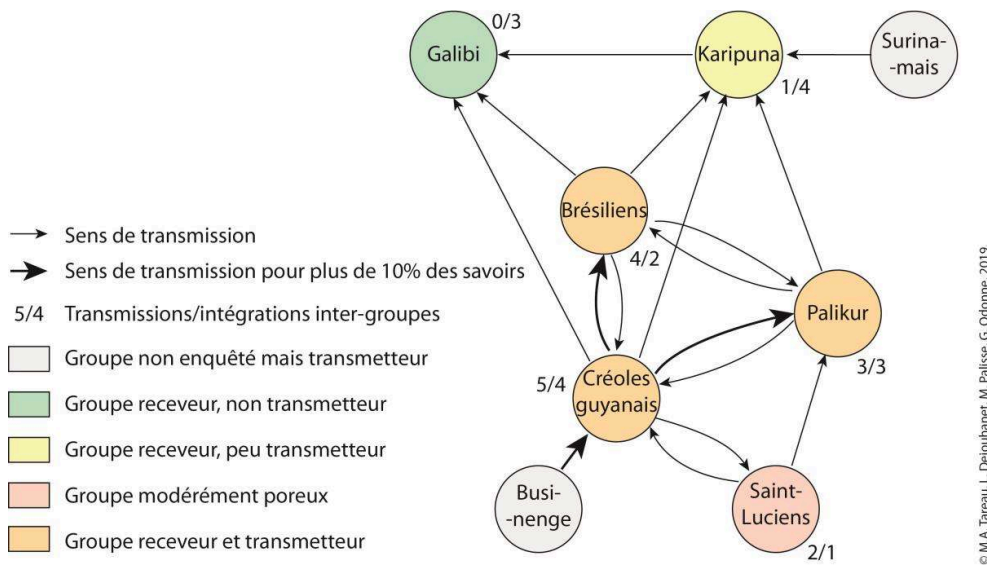 0/3
Galibi
Karipuna
1/4
Surina-
-mais
Brésiliens
4/2
Palikur
3/3
5/4
Créoles
guyanais
Busi-
-nenge
Saint-
Luciens
2/1
Sens de transmission
Sens de transmission pour plus de 10% des savoirs
5/4 Transmissions/intégrations inter-groupes
Groupe non enquêté mais transmetteur
Groupe receveur, non transmetteur
Groupe receveur, peu transmetteur
Groupe modérément poreux
Groupe receveur et transmetteur
© M.A. Tareau, L. Dejouhanet, M. Palisse, G. Odonne, 2019